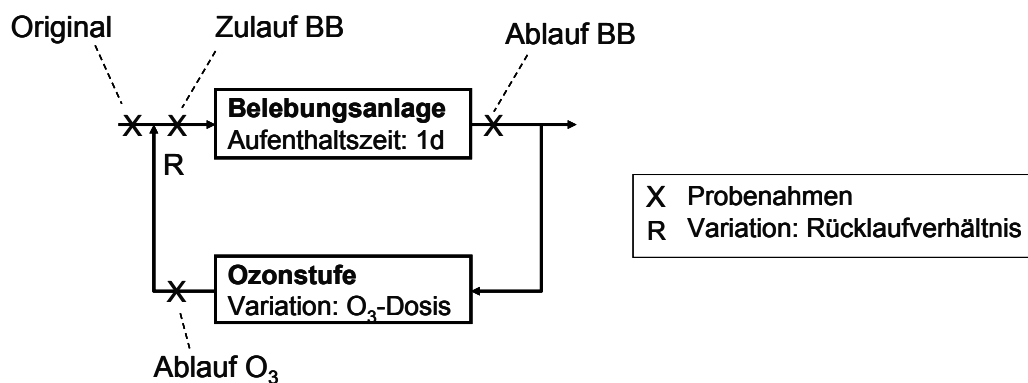 Original
Zulauf BB
Ablauf BB
Belebungsanlage
Aufenthaltszeit: 1d
R
X Probenahmen
R Variation: Rücklaufverhältnis
Ozonstufe
Variation: O₃-Dosis
Ablauf O₃